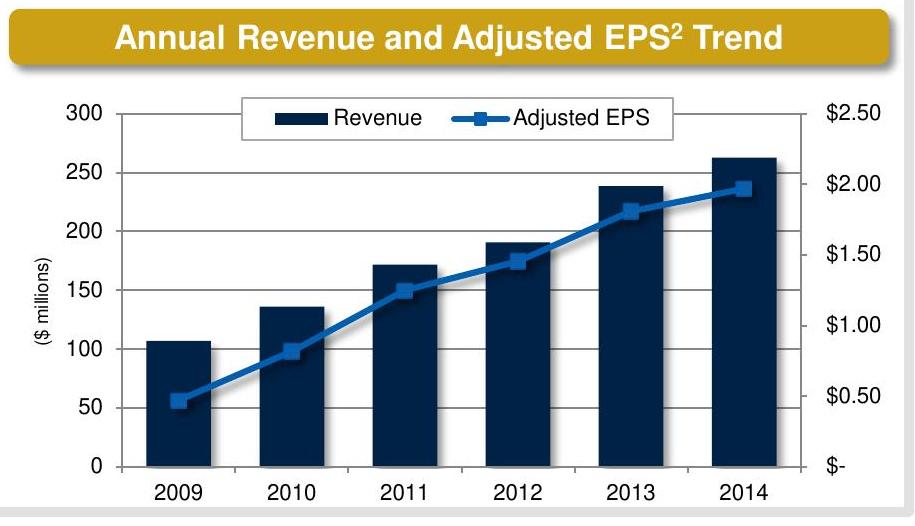 Annual Revenue and Adjusted EPS² Trend
Revenue
Adjusted EPS
300
250
200
150
100
50
0
($ millions)
$2.50
$2.00
$1.50
$1.00
$0.50
$-
2009 2010 2011 2012 2013 2014